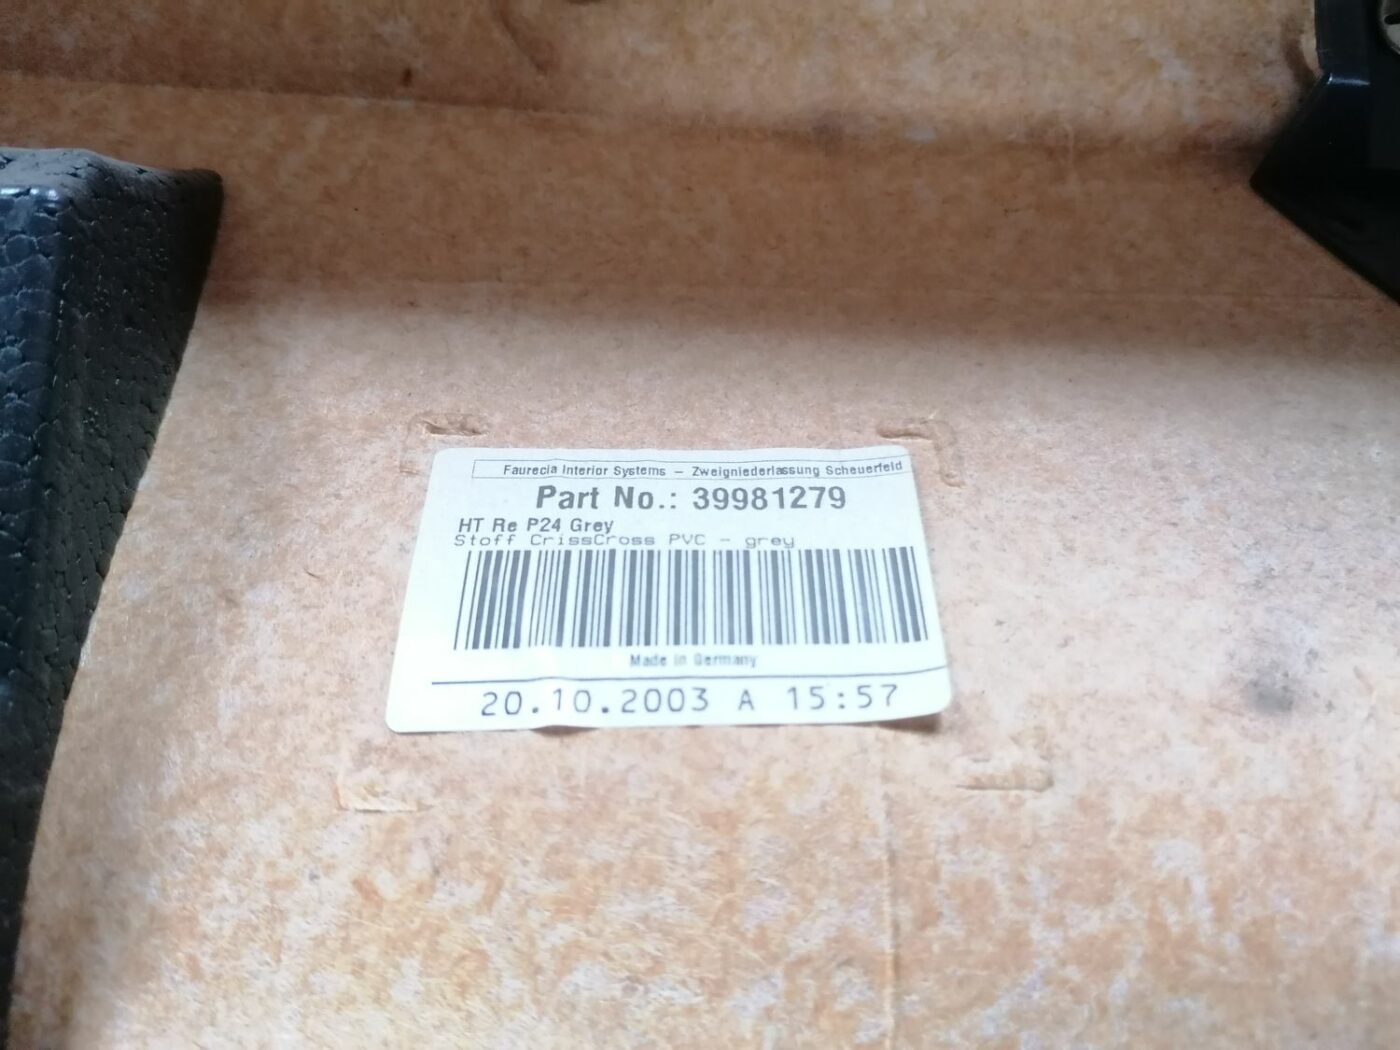 Faurecia Interior Systems – Zweigniederlassung Scheuerfeld
Part No.: 39981279
HT Re P24 Grey
Stoff CrissCross PVC - grey
Made in Germany
20.10.2003 A 15:57